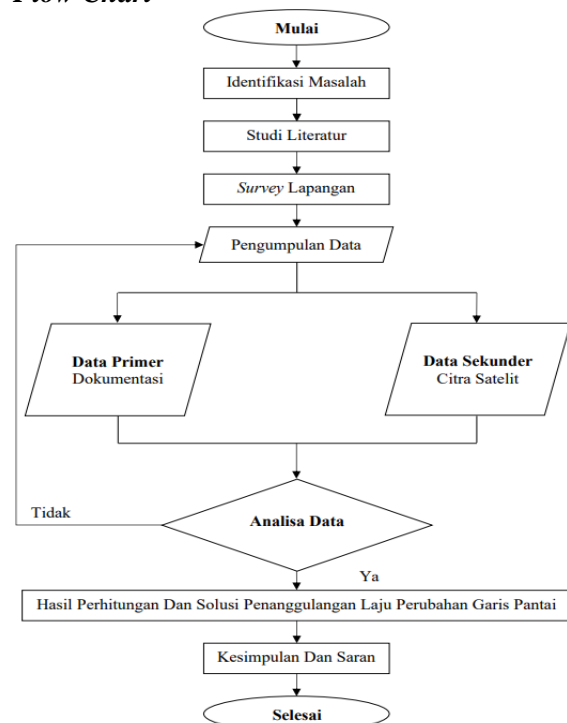 Flow Chart
Mulai
Identifikasi Masalah
Studi Literatur
Survey Lapangan
Pengumpulan Data
Data Primer
Dokumentasi
Data Sekunder
Citra Satelit
Tidak
Analisa Data
Ya
Hasil Perhitungan Dan Solusi Penanggulangan Laju Perubahan Garis Pantai
Kesimpulan Dan Saran
Selesai